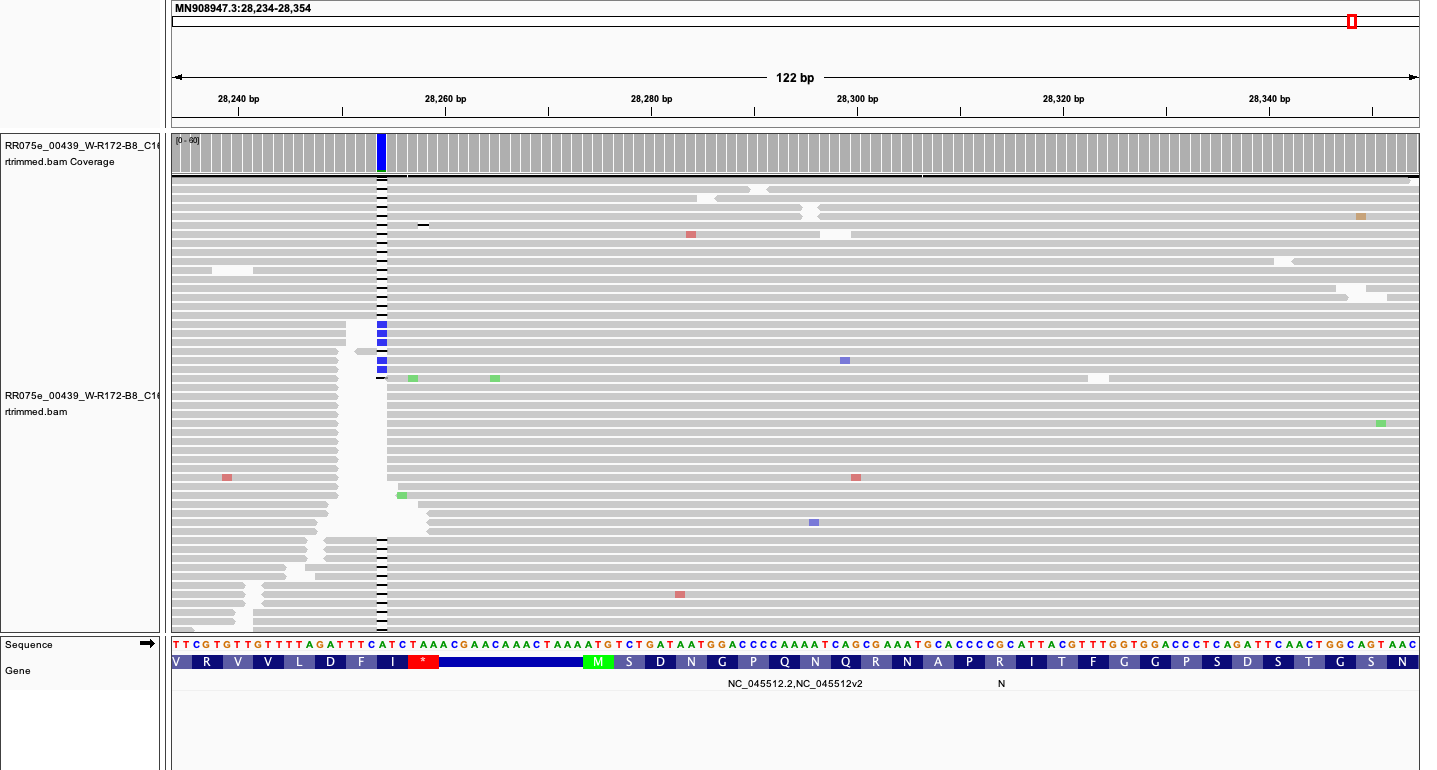 MN908947.3:28,234-28,354
122 bp
28,240 bp 28,260 bp 28,280 bp 28,300 bp 28,320 bp 28,340 bp
RR075e_00439_W-R172-B8_C1
rtrimmed.bam Coverage
[0 - 60]
RR075e_00439_W-R172-B8_C1
rtrimmed.bam
Sequence
TTCGTGTTGTTTTAGATTTCATCTAAACGAACAAACTAAAATGTCTGATAATGGACCCCAAAATCAGCGAAATGCACCCCGCATTACGTTTGGTGGACCCTCAGATTCAACTGGCAGTAAC
Gene
V R V V L D F I * M S D N G P Q N Q R N A P R I T F G G P S D S T G S N
NC_045512.2,NC_045512v2 N